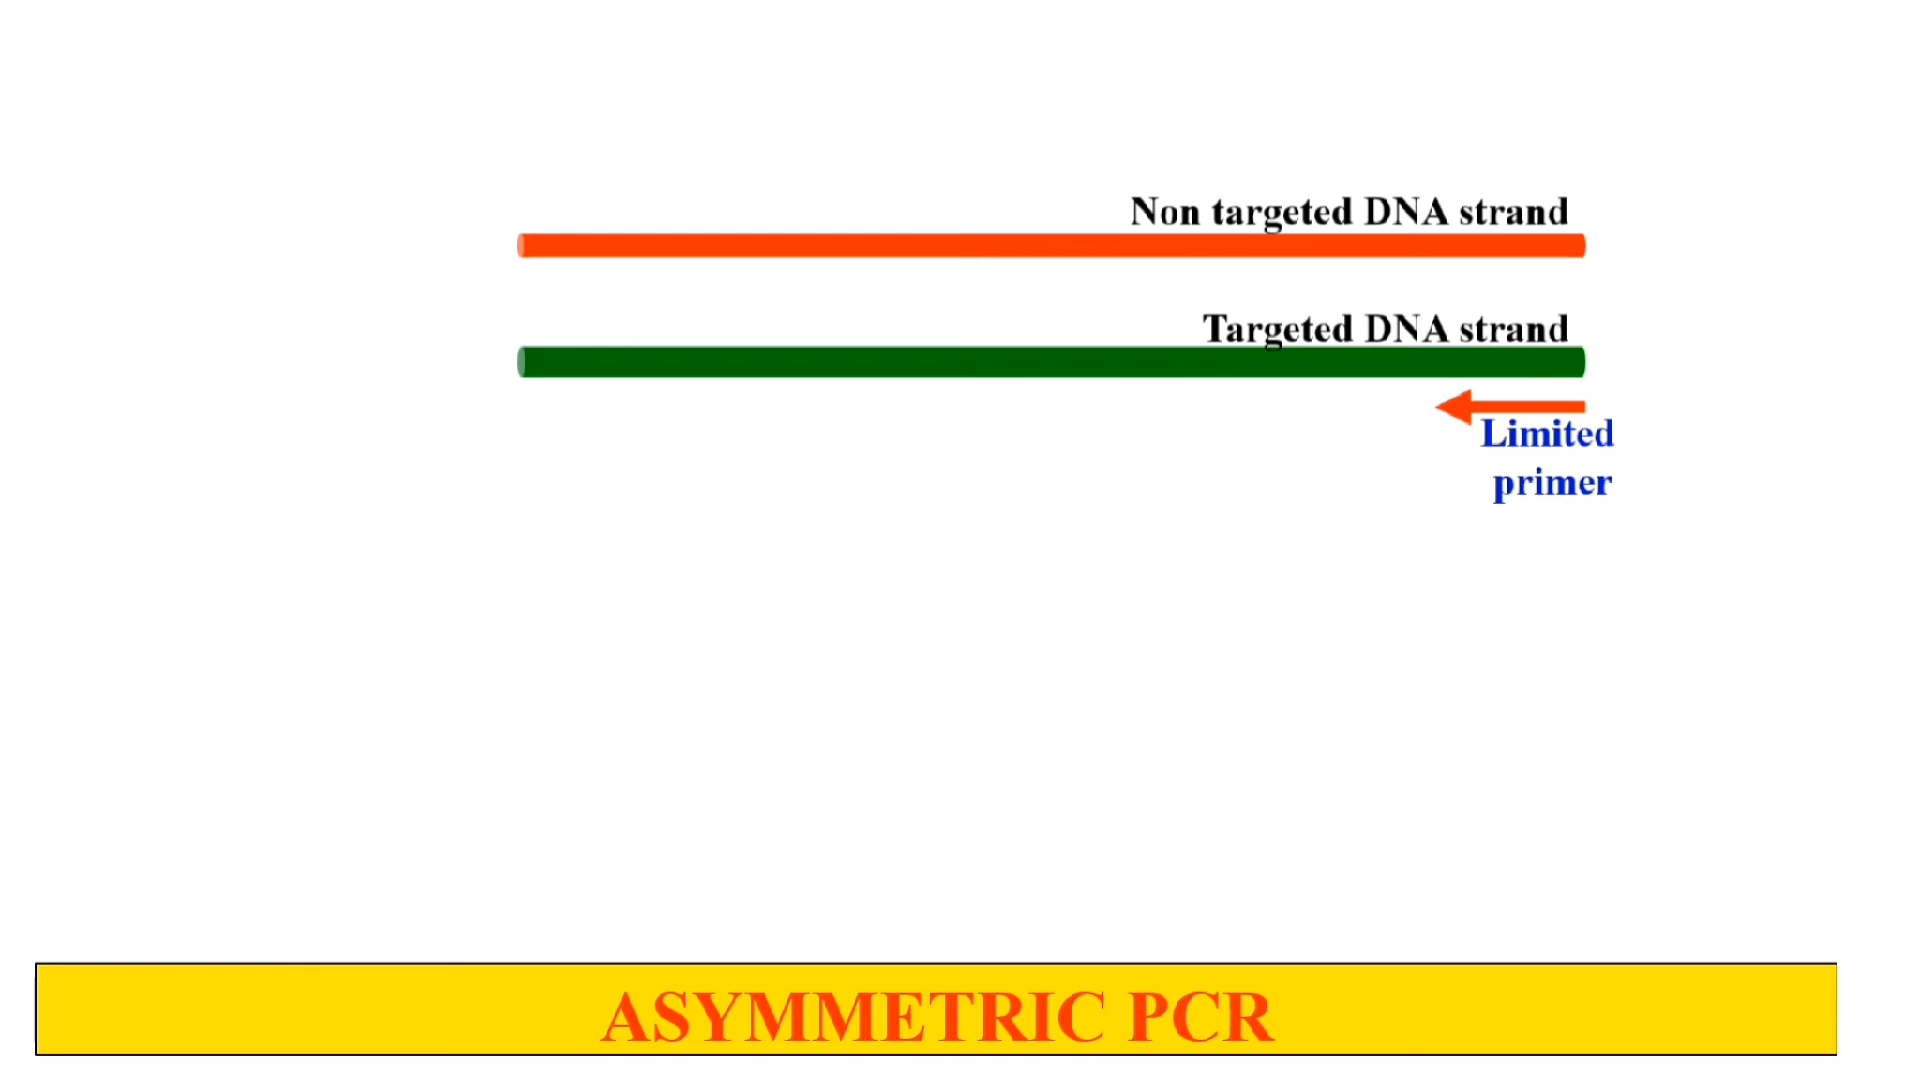 Non targeted DNA strand
Targeted DNA strand
Limited
primer
ASYMMETRIC PCR